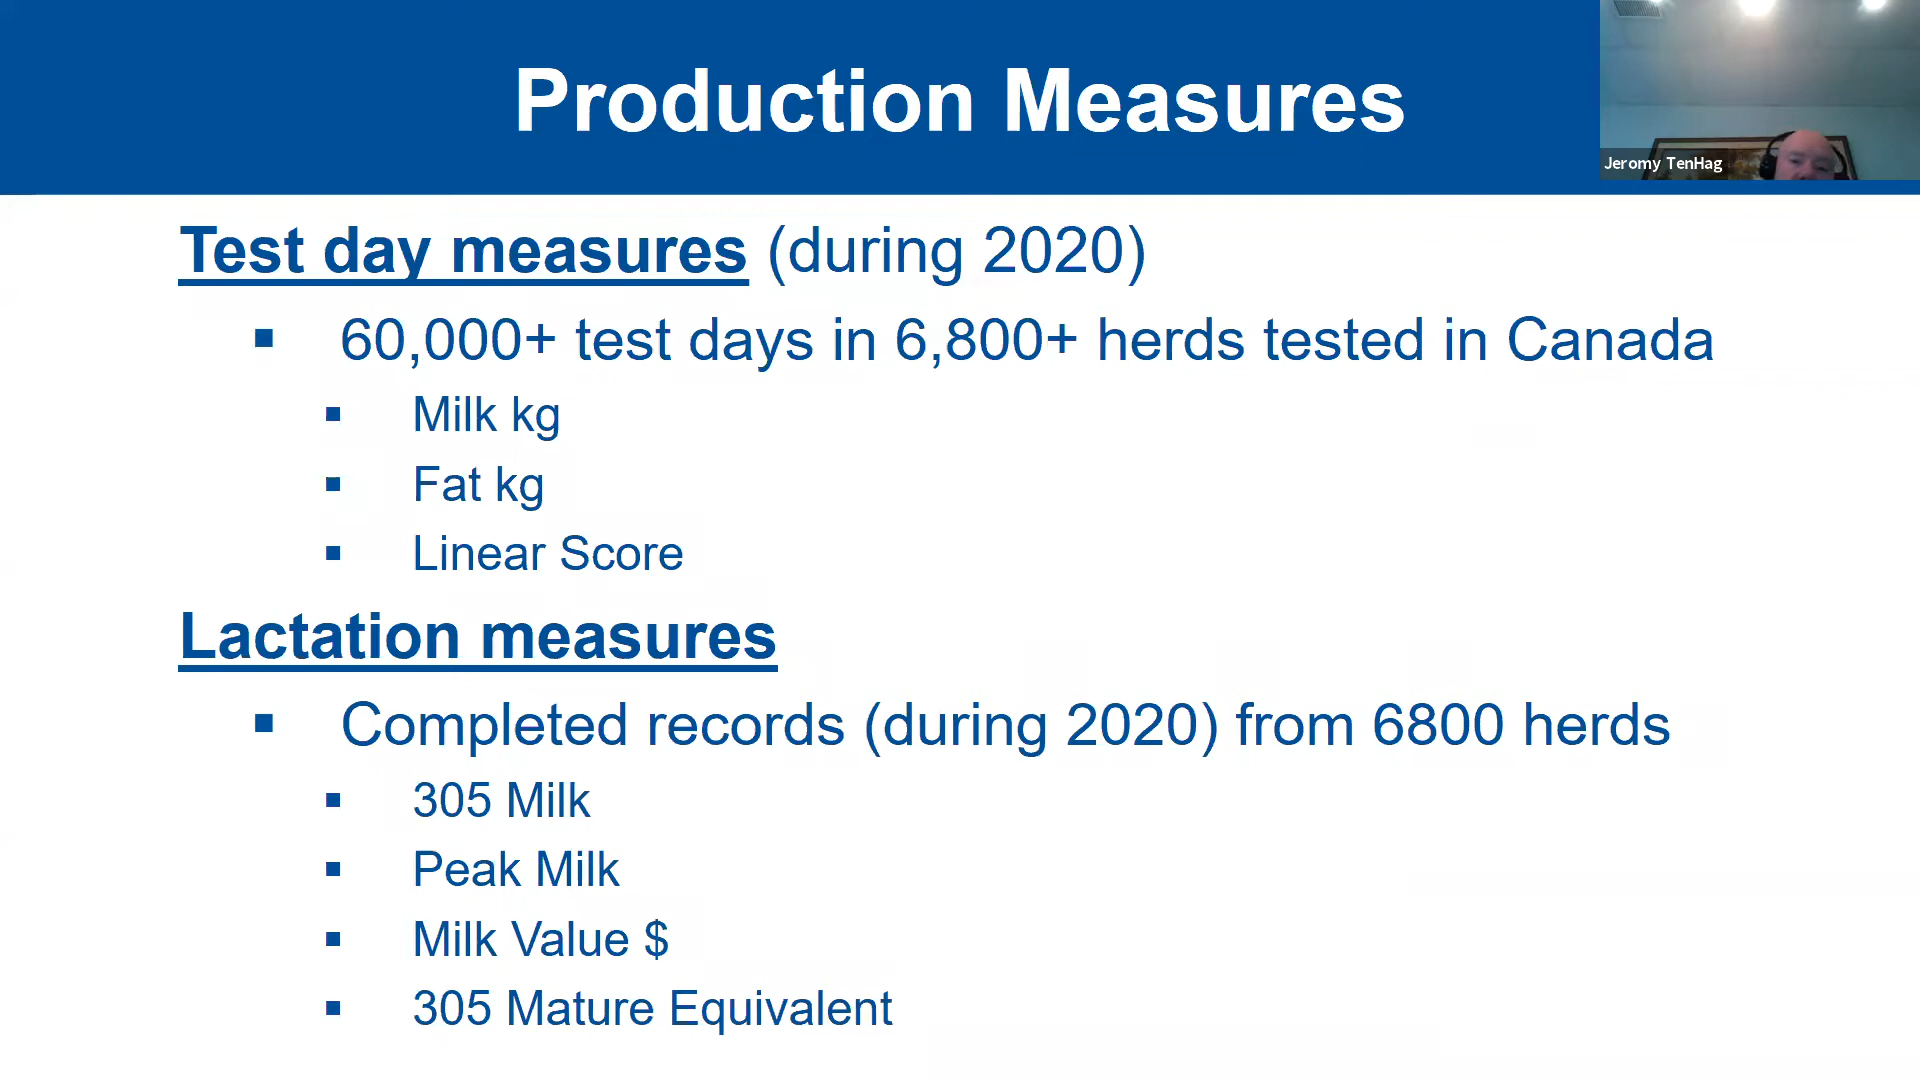 Production Measures
Jeromy TenHag
Test day measures (during 2020)
60,000+ test days in 6,800+ herds tested in Canada
Milk kg
Fat kg
Linear Score
Lactation measures
Completed records (during 2020) from 6800 herds
305 Milk
Peak Milk
Milk Value $
305 Mature Equivalent